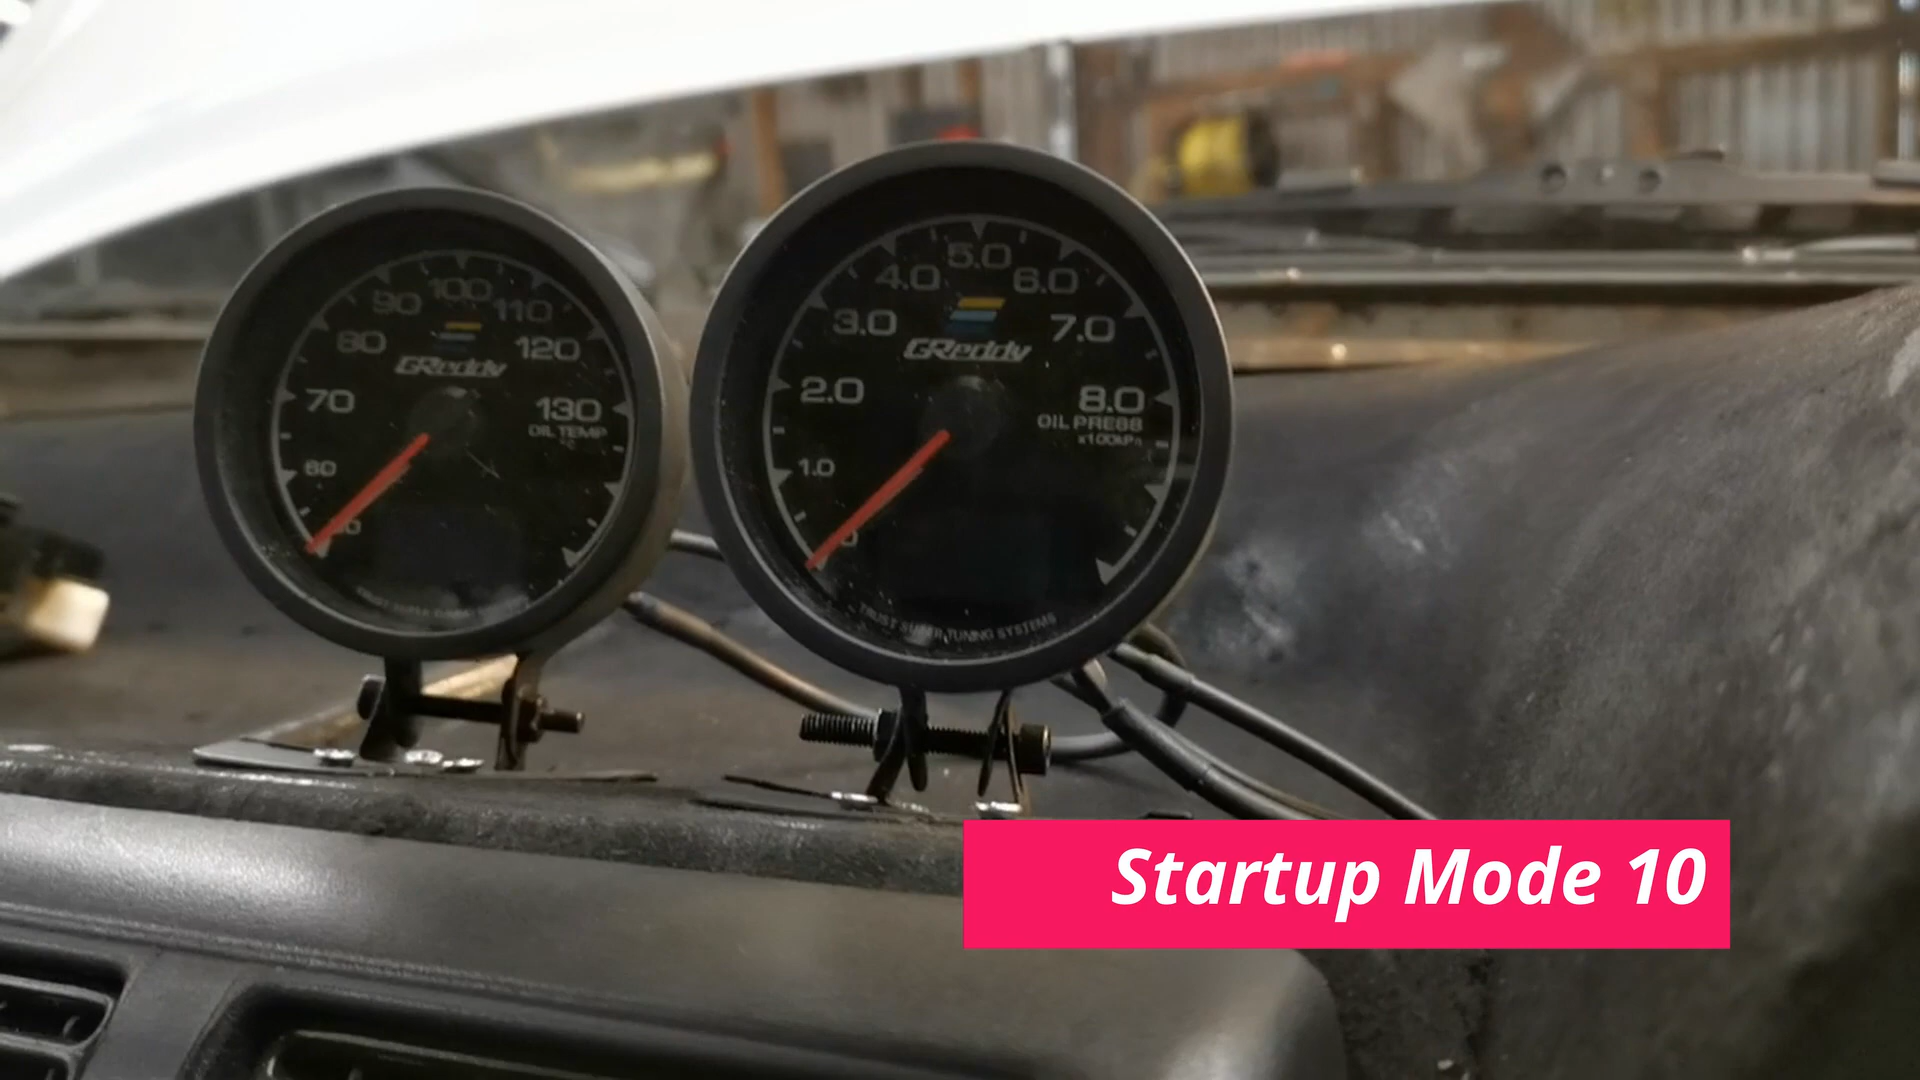 100
90
110
80
120
GReddy
70
130
OIL TEMP
60
5.0
4.0
6.0
3.0
7.0
GReddy
2.0
8.0
OIL PRESS
x100kPa
1.0
0
TRUST SUPER TUNING SYSTEMS
Startup Mode 10